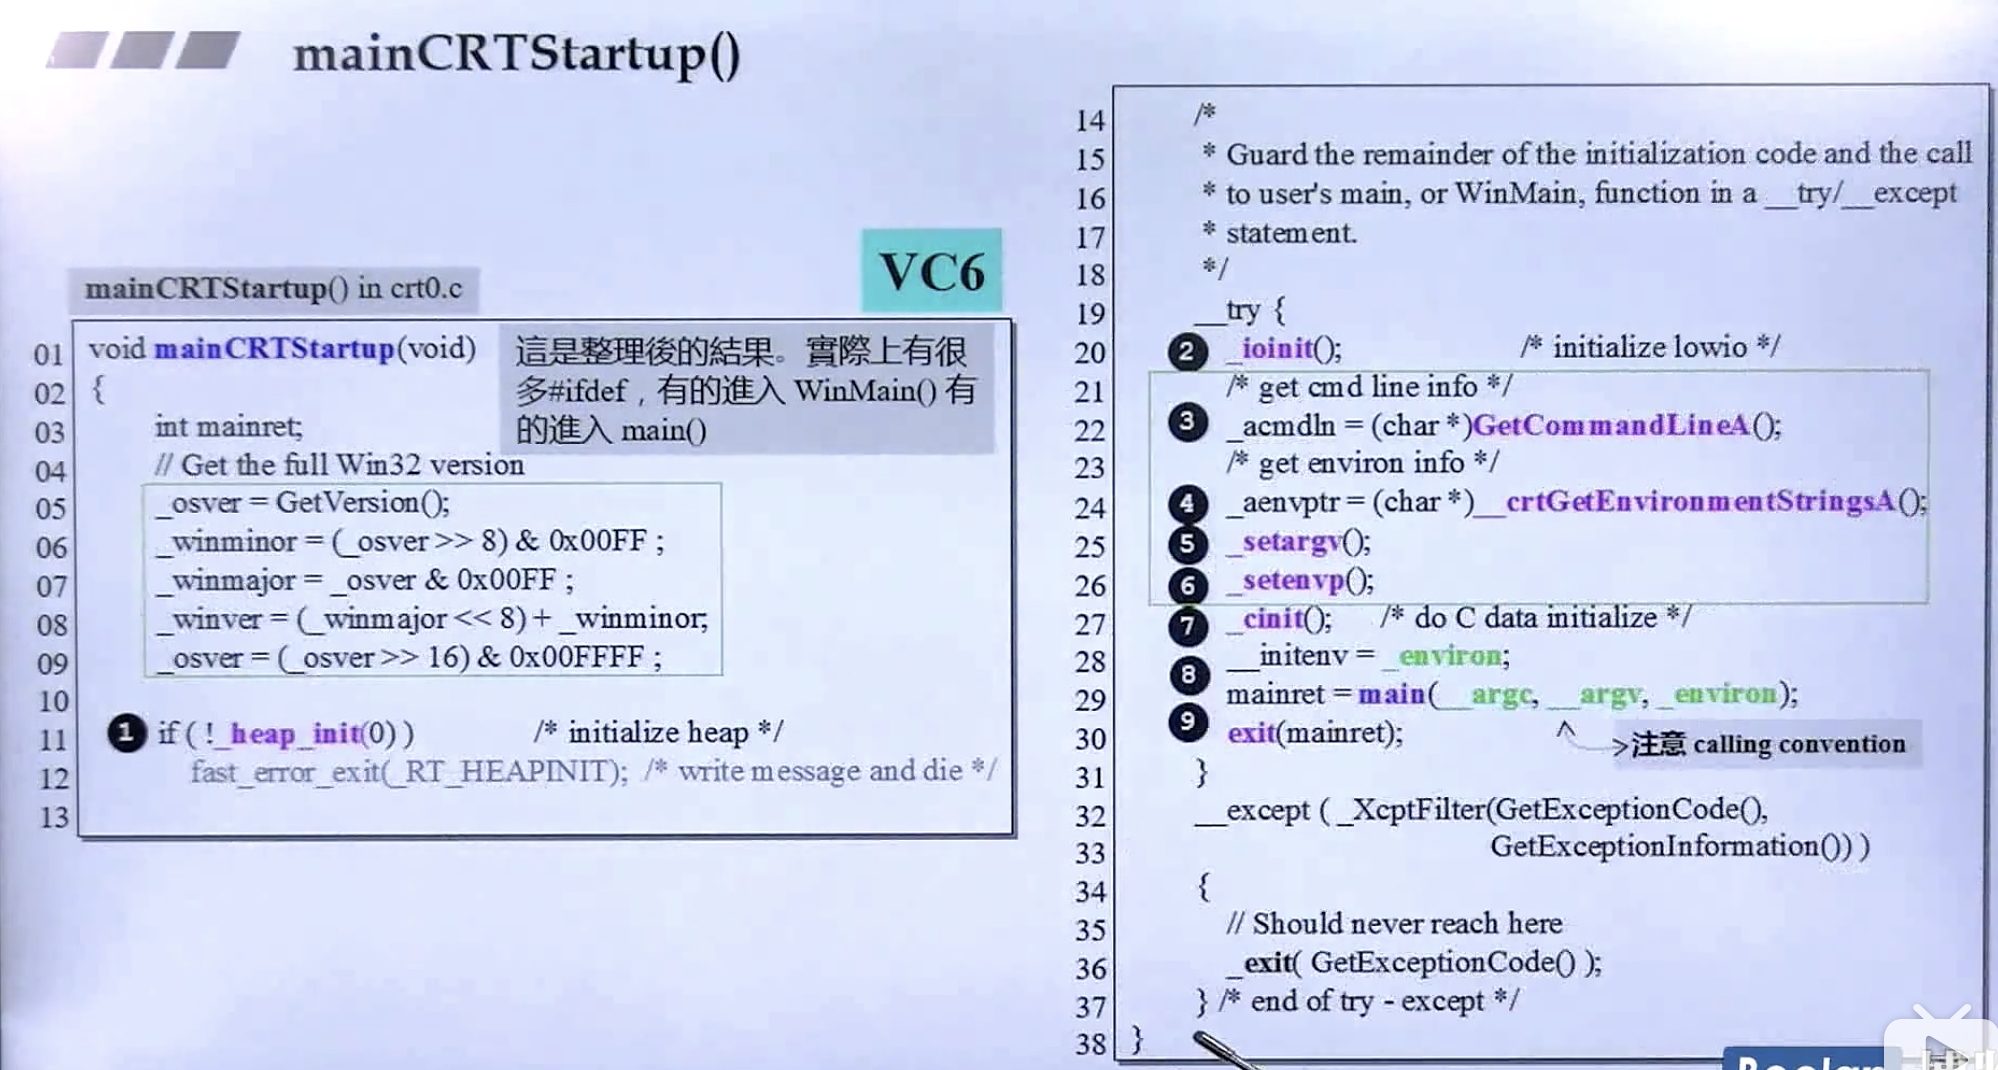 mainCRTStartup()
VC6
mainCRTStartup() in crt0.c
這是整理後的結果。實際上有很
多#ifdef，有的進入 WinMain() 有
的進入 main()
01 void mainCRTStartup(void)
02 {
03 int mainret;
04 // Get the full Win32 version
05 _osver = GetVersion();
06 _winminor = (_osver >> 8) & 0x00FF ;
07 _winmajor = _osver & 0x00FF ;
08 _winver = (_winmajor << 8) + _winminor;
09 _osver = (_osver >> 16) & 0x00FFFF ;
10
11 1 if ( !_heap_init(0) ) /* initialize heap */
12 fast_error_exit(_RT_HEAPINIT); /* write message and die */
13
14 /*
15 * Guard the remainder of the initialization code and the call
16 * to user's main, or WinMain, function in a __try/__except
17 * statement.
18 */
19 __try {
20 2 _ioinit(); /* initialize lowio */
21 /* get cmd line info */
22 3 _acmdln = (char *)GetCommandLineA();
23 /* get environ info */
24 4 _aenvptr = (char *)__crtGetEnvironmentStringsA();
25 5 _setargv();
26 6 _setenvp();
27 7 _cinit(); /* do C data initialize */
28 __initenv = _environ;
29 8 mainret = main(__argc, __argv, _environ);
30 9 exit(mainret);
>注意 calling convention
31 }
32 __except ( _XcptFilter(GetExceptionCode(),
33 GetExceptionInformation()) )
34 {
35 // Should never reach here
36 _exit( GetExceptionCode() );
37 } /* end of try - except */
38 }